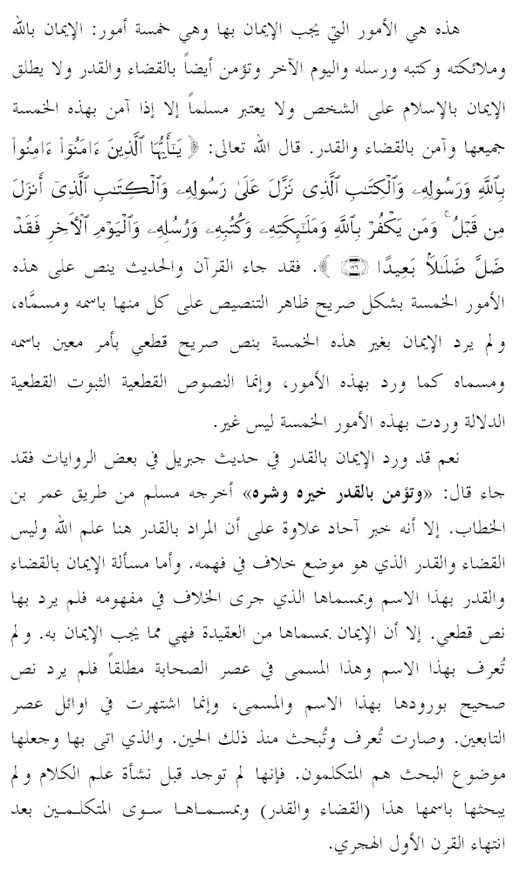 هذه هي الأمور التي يجب الإيمان بها وهي خمسة أمور: الإيمان بالله
وملائكته وكتبه ورسله واليوم الآخر وتؤمن أيضاً بالقضاء والقدر ولا يطلق
الإيمان بالإسلام على الشخص ولا يعتبر مسلماً إلا إذا آمن بهذه الخمسة
جميعها وآمن بالقضاء والقدر. قال الله تعالى: ﴿ يَـٰٓأَيُّهَا ٱلَّذِينَ ءَامَنُوٓا۟ ءَامِنُوا۟
بِٱللَّهِ وَرَسُولِهِۦ وَٱلْكِتَـٰبِ ٱلَّذِى نَزَّلَ عَلَىٰ رَسُولِهِۦ وَٱلْكِتَـٰبِ ٱلَّذِىٓ أَنزَلَ
مِن قَبْلُ ۚ وَمَن يَكْفُرْ بِٱللَّهِ وَمَلَـٰٓئِكَتِهِۦ وَكُتُبِهِۦ وَرُسُلِهِۦ وَٱلْيَوْمِ ٱلْـَٔاخِرِ فَقَدْ
ضَلَّ ضَلَـٰلًۢا بَعِيدًا ﴿١٣٦﴾ ﴾. فقد جاء القرآن والحديث ينص على هذه
الأمور الخمسة بشكل صريح ظاهر التنصيص على كل منها باسمه ومسمَّاه،
ولم يرد الإيمان بغير هذه الخمسة بنص صريح قطعي بأمر معين باسمه
ومسماه كما ورد بهذه الأمور، وإنما النصوص القطعية الثبوت القطعية
الدلالة وردت بهذه الأمور الخمسة ليس غير.
نعم قد ورد الإيمان بالقدر في حديث جبريل في بعض الروايات فقد
جاء قال: «وتؤمن بالقدر خيره وشره» أخرجه مسلم من طريق عمر بن
الخطاب. إلا أنه خبر آحاد علاوة على أن المراد بالقدر هنا علم الله وليس
القضاء والقدر الذي هو موضع خلاف في فهمه. وأما مسألة الإيمان بالقضاء
والقدر بهذا الاسم وبمسماها الذي جرى الخلاف في مفهومه فلم يرد بها
نص قطعي. إلا أن الإيمان بمسماها من العقيدة فهي مما يجب الإيمان به. ولم
تُعرف بهذا الاسم وهذا المسمى في عصر الصحابة مطلقاً فلم يرد نص
صحيح بورودها بهذا الاسم والمسمى، وإنما اشتهرت في اوائل عصر
التابعين. وصارت تُعرف وتُبحث منذ ذلك الحين. والذي اتى بها وجعلها
موضوع البحث هم المتكلمون. فإنها لم توجد قبل نشأة علم الكلام ولم
يبحثها باسمها هذا (القضاء والقدر) وبمسماها سوى المتكلمين بعد
انتهاء القرن الأول الهجري.